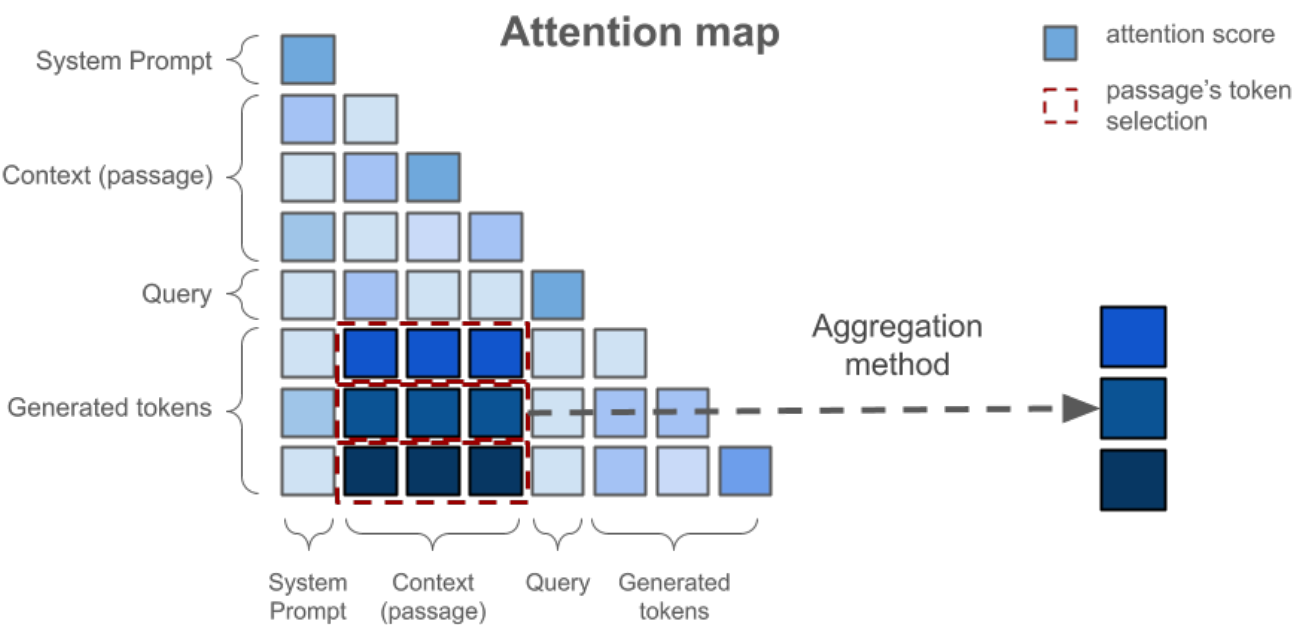 Attention map
attention score
passage's token
selection
System Prompt
Context (passage)
Query
Generated tokens
Aggregation
method
System
Prompt
Context
(passage)
Query
Generated
tokens